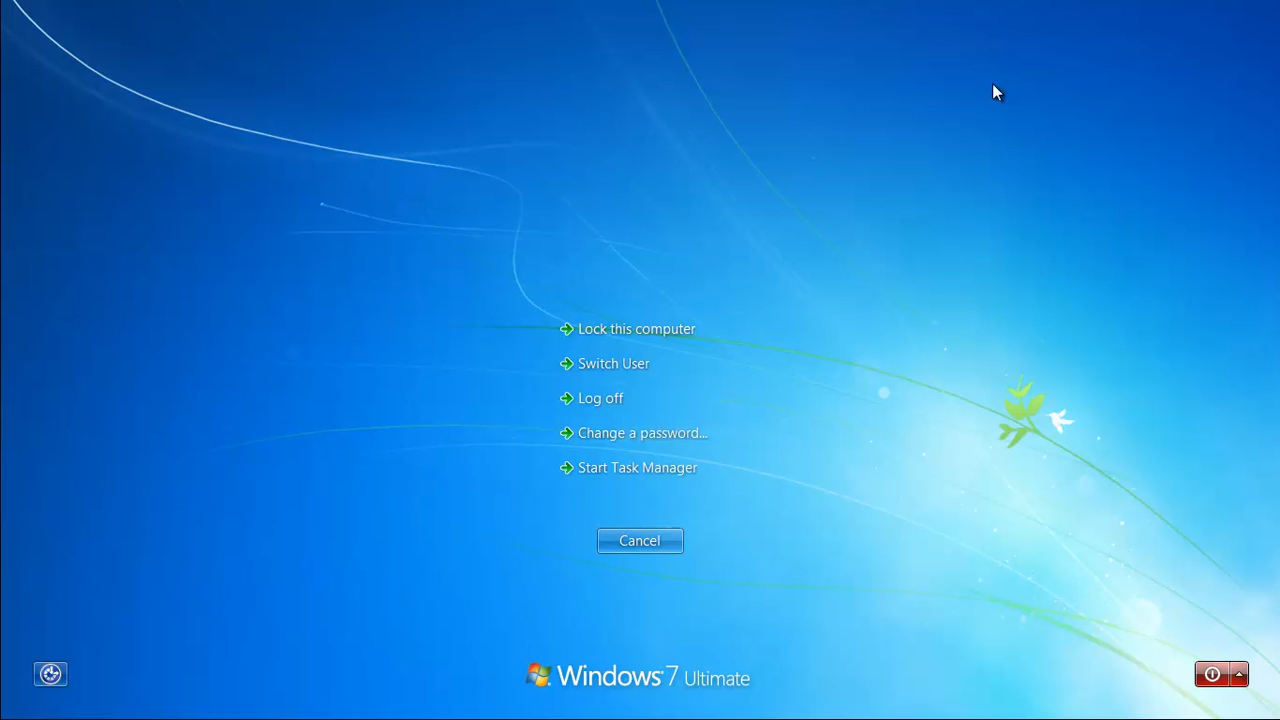 Lock this computer
Switch User
Log off
Change a password...
Start Task Manager
Cancel
Windows 7 Ultimate